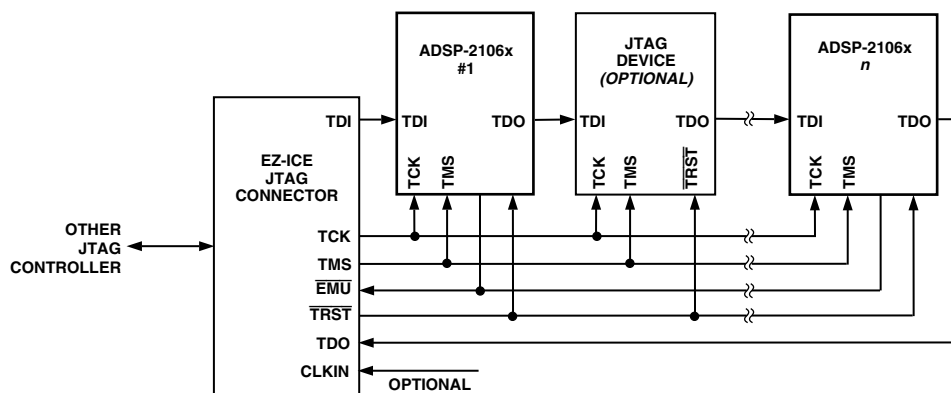 ADSP-2106x
#1
TDI
TDO
TCK
TMS
JTAG
DEVICE
(OPTIONAL)
TDI
TDO
TCK
TMS
TRST
ADSP-2106x
n
TDI
TDO
TCK
TMS
EZ-ICE
JTAG
CONNECTOR
TDI
TCK
TMS
EMU
TRST
TDO
CLKIN
OTHER
JTAG
CONTROLLER
OPTIONAL